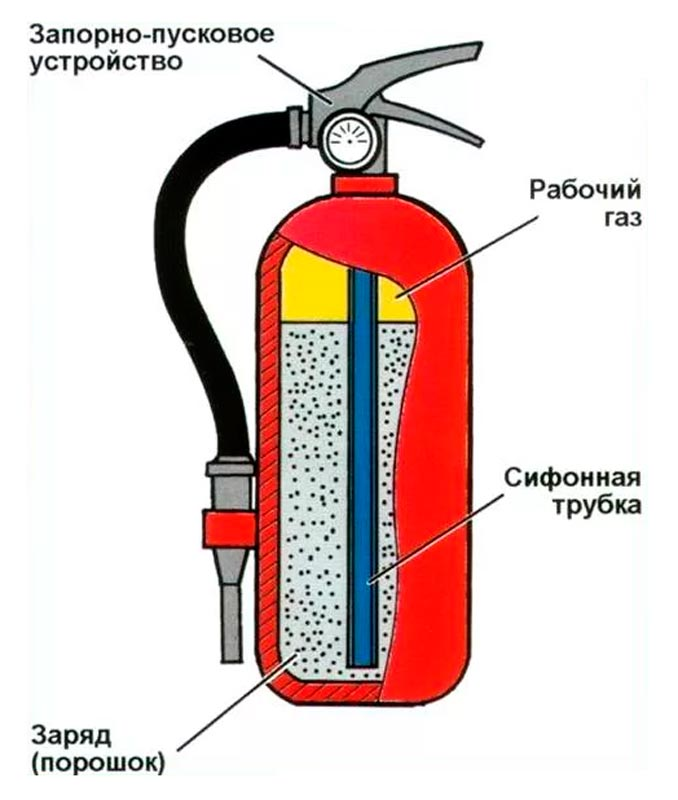 Запорно-пусковое
устройство
Рабочий
газ
Сифонная
трубка
Заряд
(порошок)